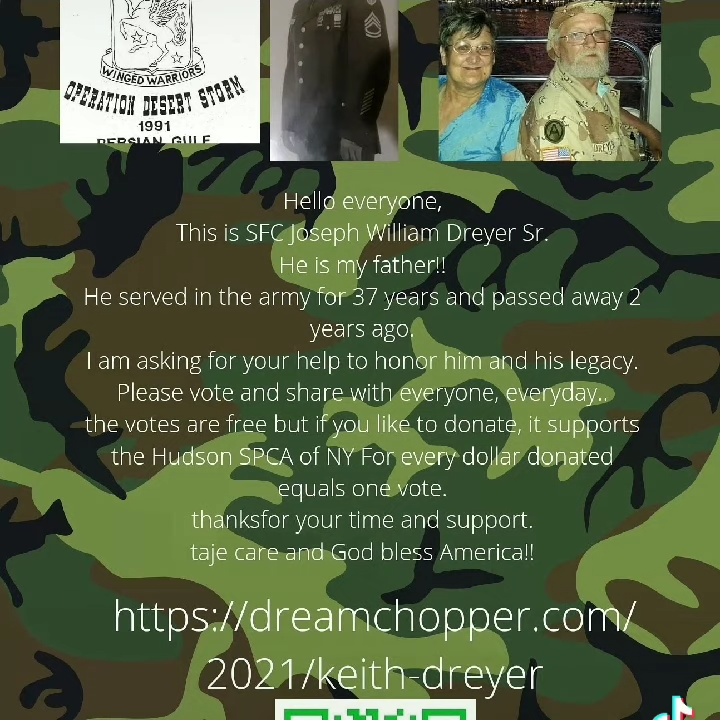 WINGED WARRIORS
OPERATION DESERT STORM
1991
PERSIAN GULF
Hello everyone,
This is SFC Joseph William Dreyer Sr.
He is my father!!
He served in the army for 37 years and passed away 2
years ago.
I am asking for your help to honor him and his legacy.
Please vote and share with everyone, everyday..
the votes are free but if you like to donate, it supports
the Hudson SPCA of NY For every dollar donated
equals one vote.
thanksfor your time and support.
taje care and God bless America!!
https://dreamchopper.com/
2021/keith-dreyer